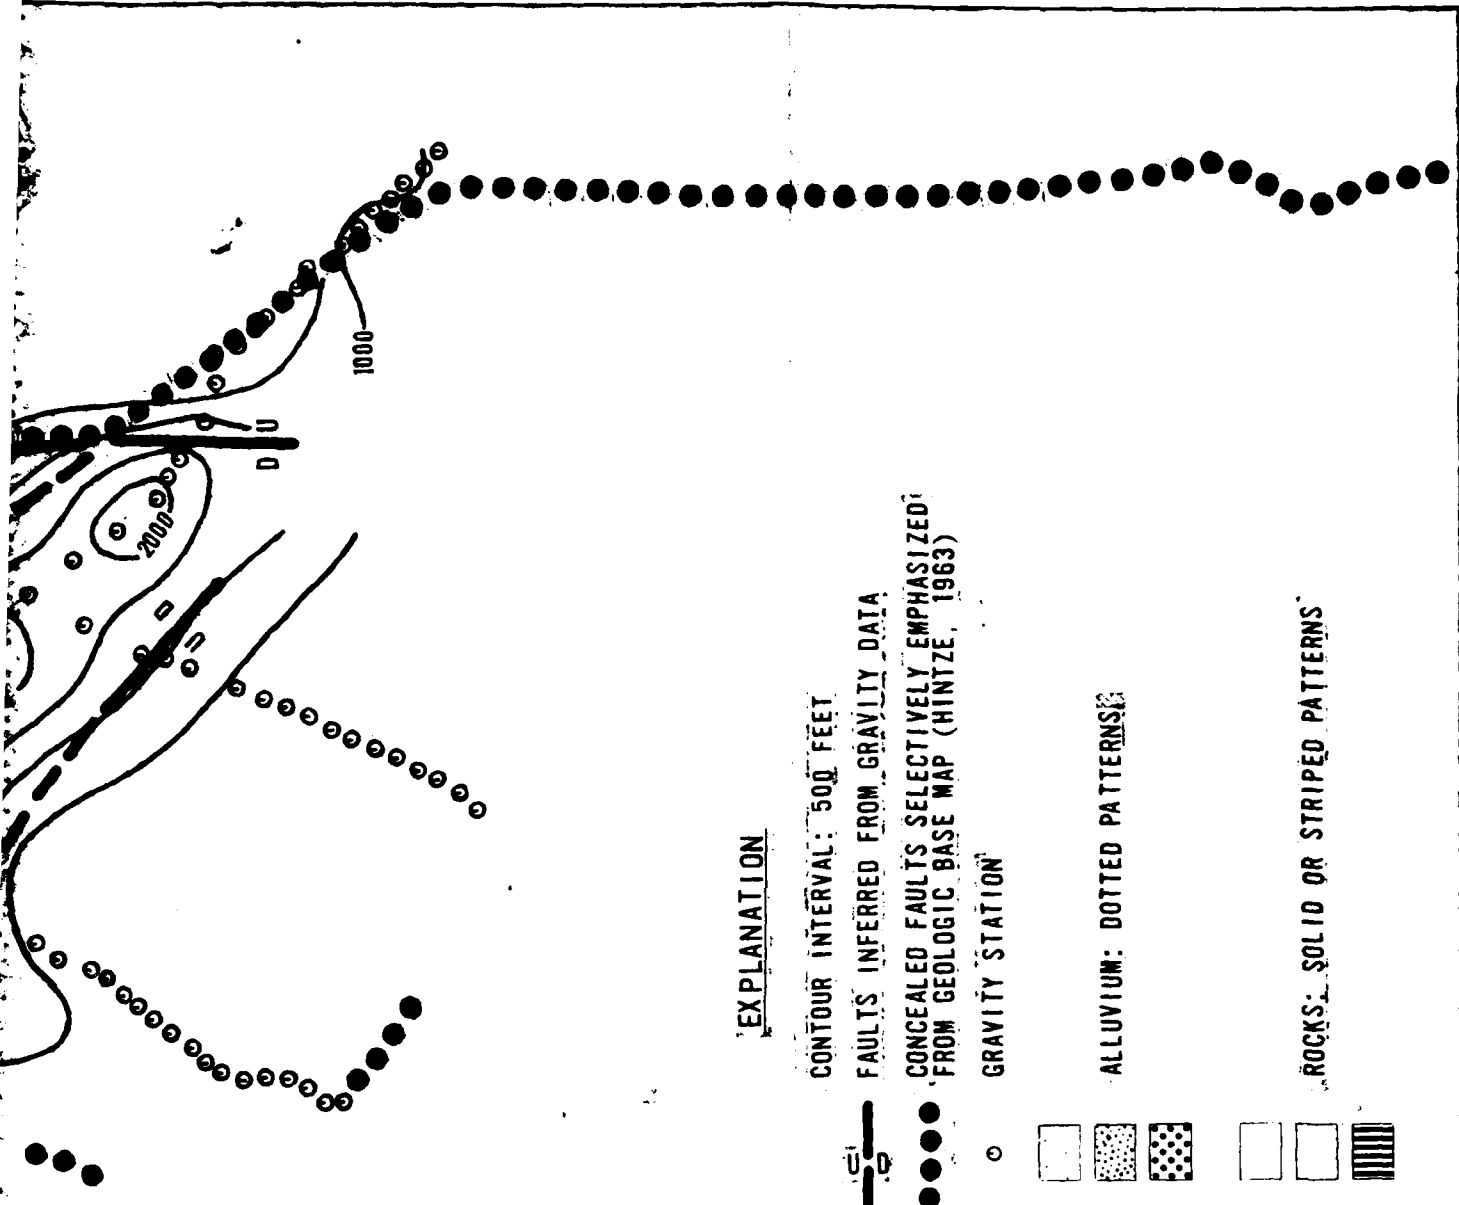 1000
U
D
2000
D
U
EXPLANATION
CONTOUR INTERVAL: 500 FEET
U
D
FAULTS INFERRED FROM GRAVITY DATA
CONCEALED FAULTS SELECTIVELY EMPHASIZED
FROM GEOLOGIC BASE MAP (HINTZE, 1963)
GRAVITY STATION
ALLUVIUM: DOTTED PATTERNS
ROCKS: SOLID OR STRIPED PATTERNS